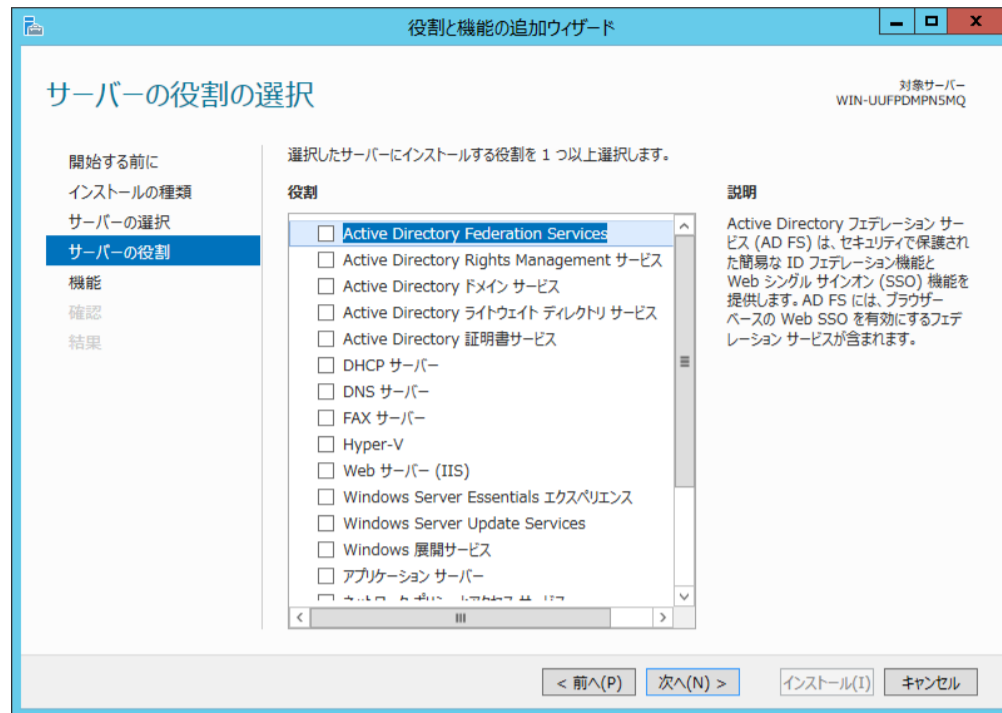 役割と機能の追加ウィザード
サーバーの役割の選択
対象サーバー
WIN-UUFPDMPN5MQ
開始する前に
インストールの種類
サーバーの選択
サーバーの役割
機能
確認
結果
選択したサーバーにインストールする役割を 1 つ以上選択します。
役割
Active Directory Federation Services
Active Directory Rights Management サービス
Active Directory ドメイン サービス
Active Directory ライトウェイト ディレクトリ サービス
Active Directory 証明書サービス
DHCP サーバー
DNS サーバー
FAX サーバー
Hyper-V
Web サーバー (IIS)
Windows Server Essentials エクスペリエンス
Windows Server Update Services
Windows 展開サービス
アプリケーション サーバー
説明
Active Directory フェデレーション サー
ビス (AD FS) は、セキュリティで保護され
た簡易な ID フェデレーション機能と
Web シングル サインオン (SSO) 機能を
提供します。AD FS には、ブラウザー
ベースの Web SSO を有効にするフェデ
レーション サービスが含まれます。
< 前へ(P)
次へ(N) >
インストール(I)
キャンセル